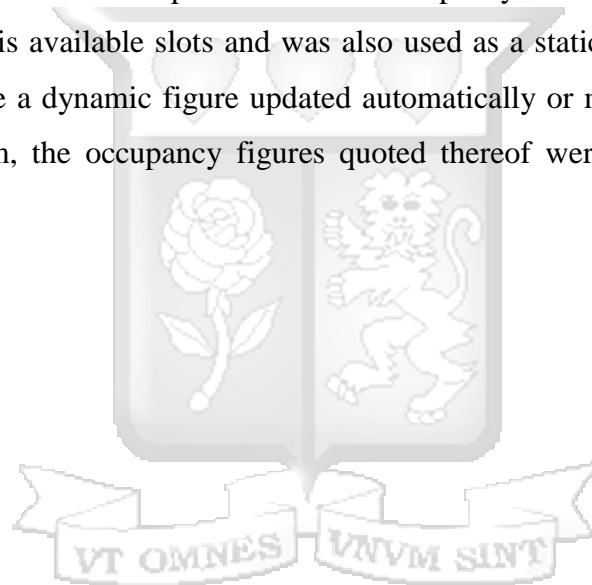 is available slots and was also used as a static
e a dynamic figure updated automatically or
, the occupancy figures quoted thereof wer
VT OMNES VNVM SINT